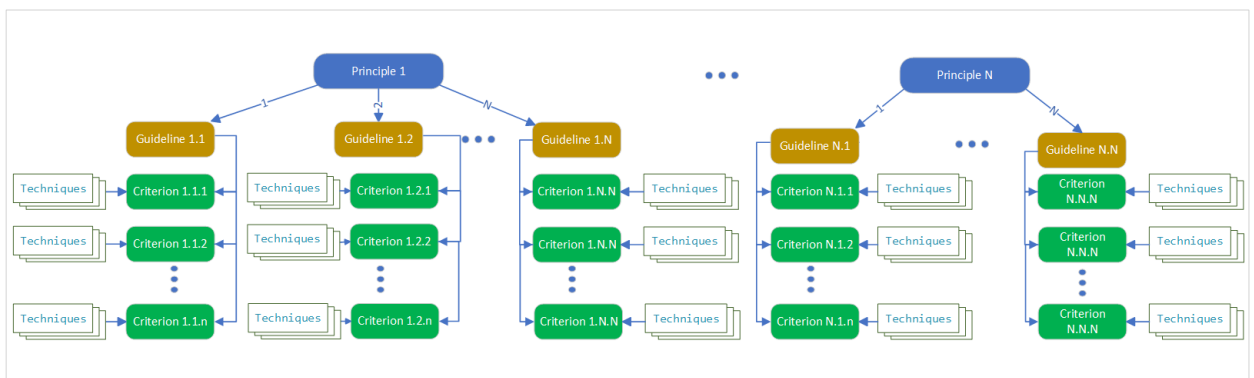 Principle 1
Principle N
1
2
N
1
N
Guideline 1.1
Guideline 1.2
Guideline 1.N
Guideline N.1
Guideline N.N
Techniques
Criterion 1.1.1
Techniques
Criterion 1.2.1
Criterion 1.N.N
Techniques
Criterion N.1.1
Techniques
Criterion
N.N.N
Techniques
Techniques
Criterion 1.1.2
Techniques
Criterion 1.2.2
Criterion 1.N.N
Techniques
Criterion N.1.2
Techniques
Criterion
N.N.N
Techniques
Techniques
Criterion 1.1.n
Techniques
Criterion 1.2.n
Criterion 1.N.N
Techniques
Criterion N.1.n
Techniques
Criterion
N.N.N
Techniques